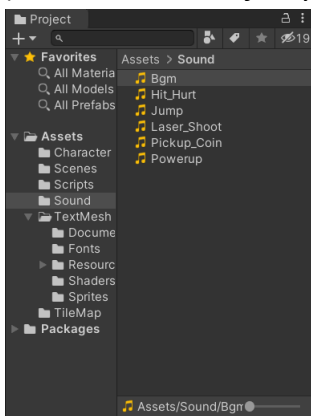 Project
19
Favorites
All Materia
All Models
All Prefabs
Assets
Character
Scenes
Scripts
Sound
TextMesh
Docume
Fonts
Resourc
Shaders
Sprites
TileMap
Packages
Assets > Sound
Bgm
Hit_Hurt
Jump
Laser_Shoot
Pickup_Coin
Powerup
Assets/Sound/Bgm